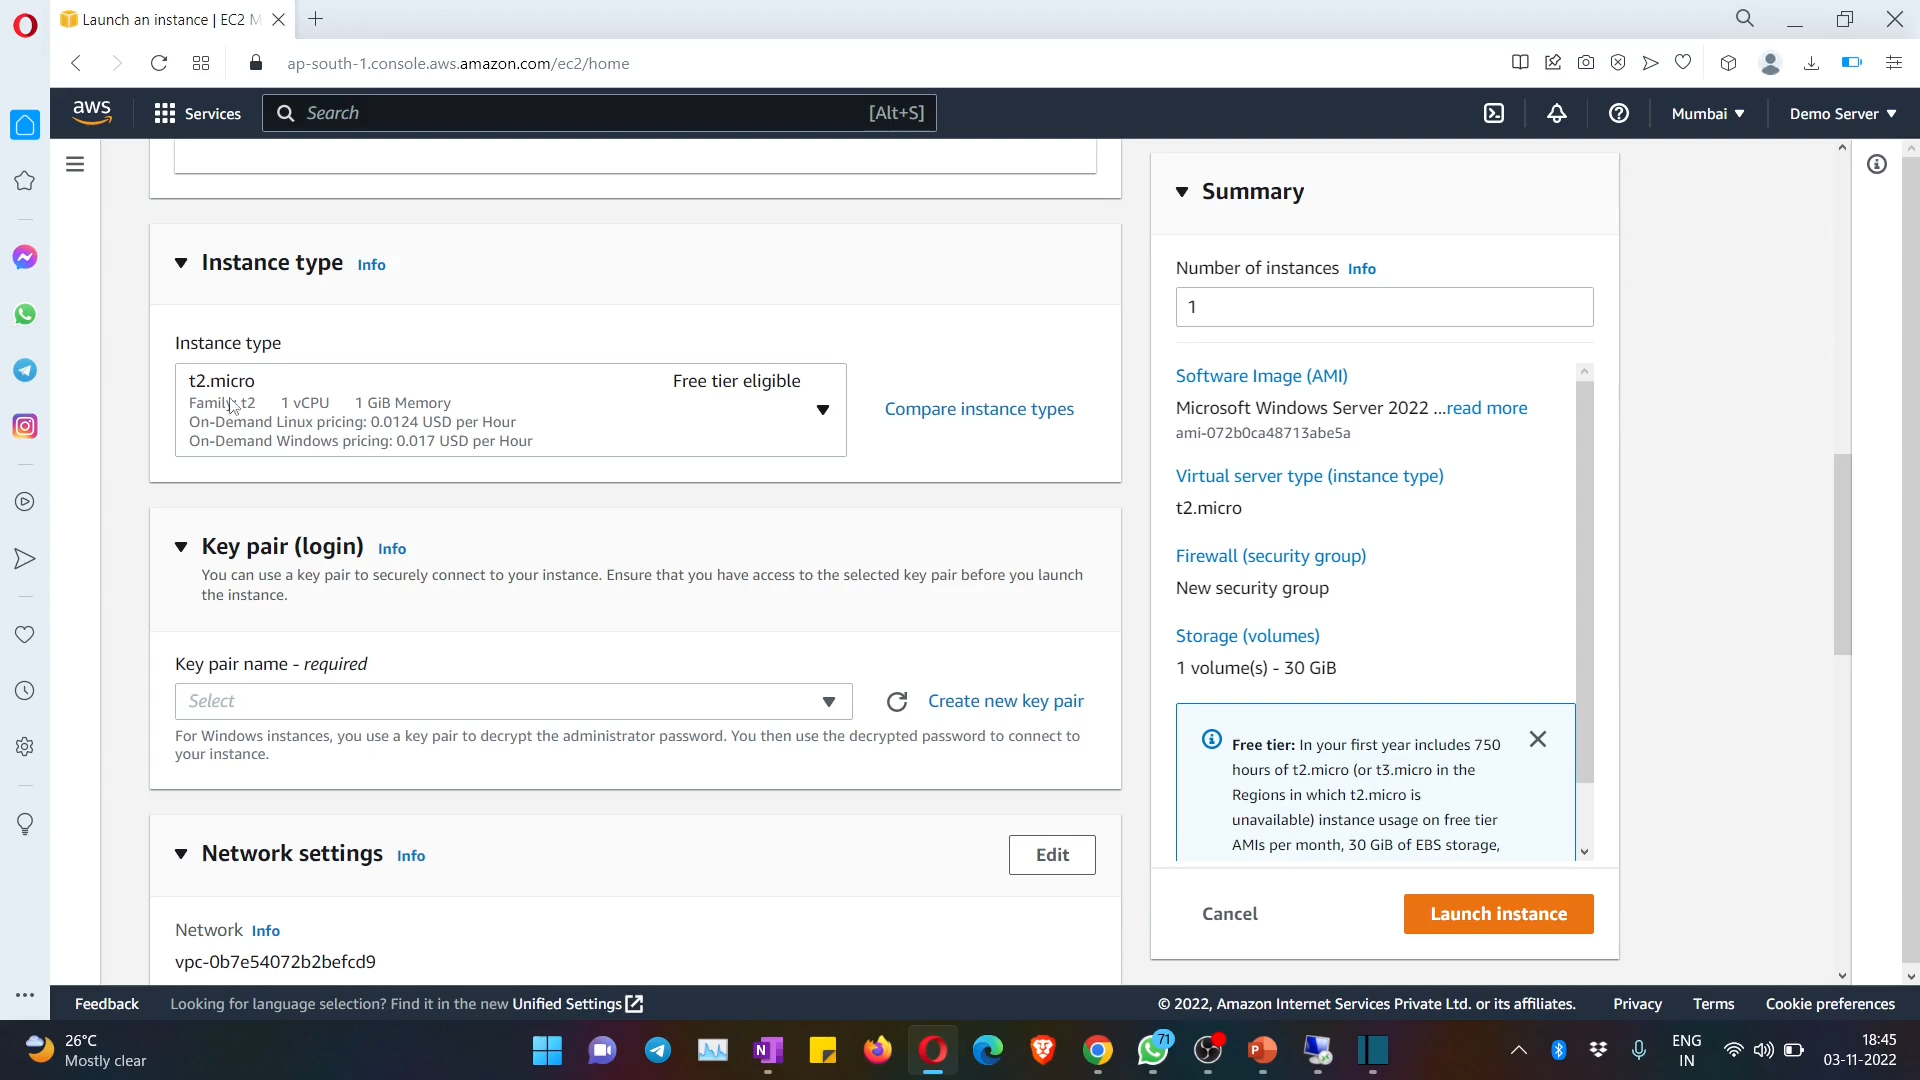 Launch an instance | EC2 M
ap-south-1.console.aws.amazon.com/ec2/home
aws
Services
Search
[Alt+S]
Mumbai
Demo Server
Instance type Info
Instance type
t2.micro
Free tier eligible
Family: t2 1 vCPU 1 GiB Memory
On-Demand Linux pricing: 0.0124 USD per Hour
On-Demand Windows pricing: 0.017 USD per Hour
Compare instance types
Key pair (login) Info
You can use a key pair to securely connect to your instance. Ensure that you have access to the selected key pair before you launch
the instance.
Key pair name - required
Select
Create new key pair
For Windows instances, you use a key pair to decrypt the administrator password. You then use the decrypted password to connect to
your instance.
Network settings Info
Edit
Network Info
vpc-0b7e54072b2befcd9
Summary
Number of instances Info
1
Software Image (AMI)
Microsoft Windows Server 2022 ...read more
ami-072b0ca48713abe5a
Virtual server type (instance type)
t2.micro
Firewall (security group)
New security group
Storage (volumes)
1 volume(s) - 30 GiB
Free tier: In your first year includes 750
hours of t2.micro (or t3.micro in the
Regions in which t2.micro is
unavailable) instance usage on free tier
AMIs per month, 30 GiB of EBS storage,
Cancel
Launch instance
Feedback
Looking for language selection? Find it in the new Unified Settings
© 2022, Amazon Internet Services Private Ltd. or its affiliates.
Privacy
Terms
Cookie preferences
26°C
Mostly clear
71
ENG
IN
18:45
03-11-2022